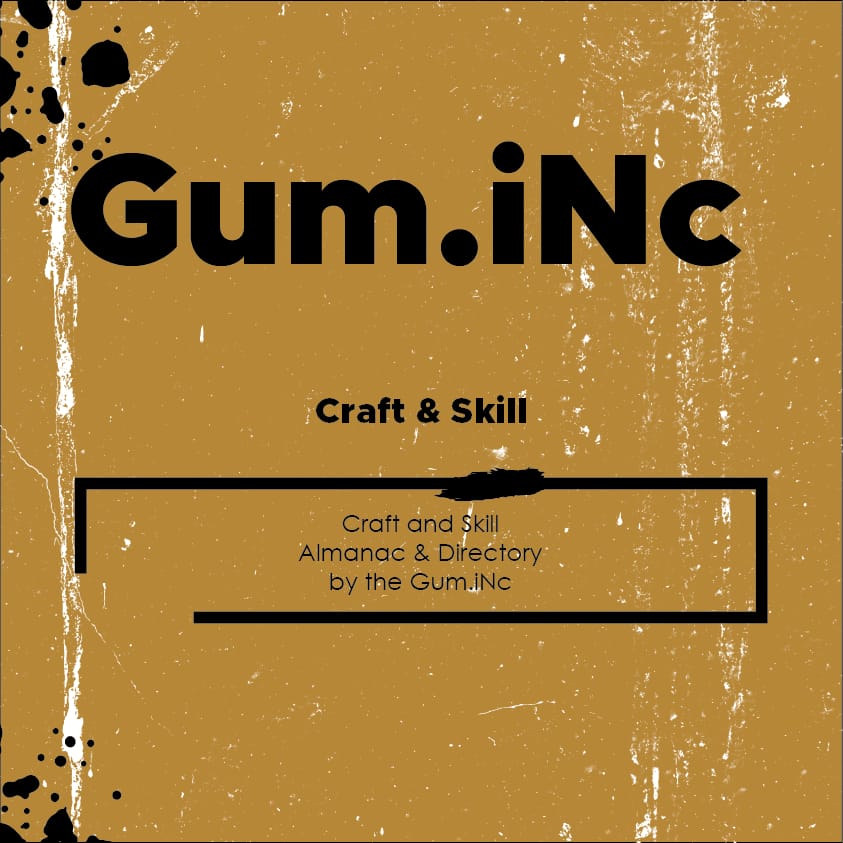 Gum.iNc
Craft & Skill
Craft and Skill
Almanac & Directory
by the Gum.iNc